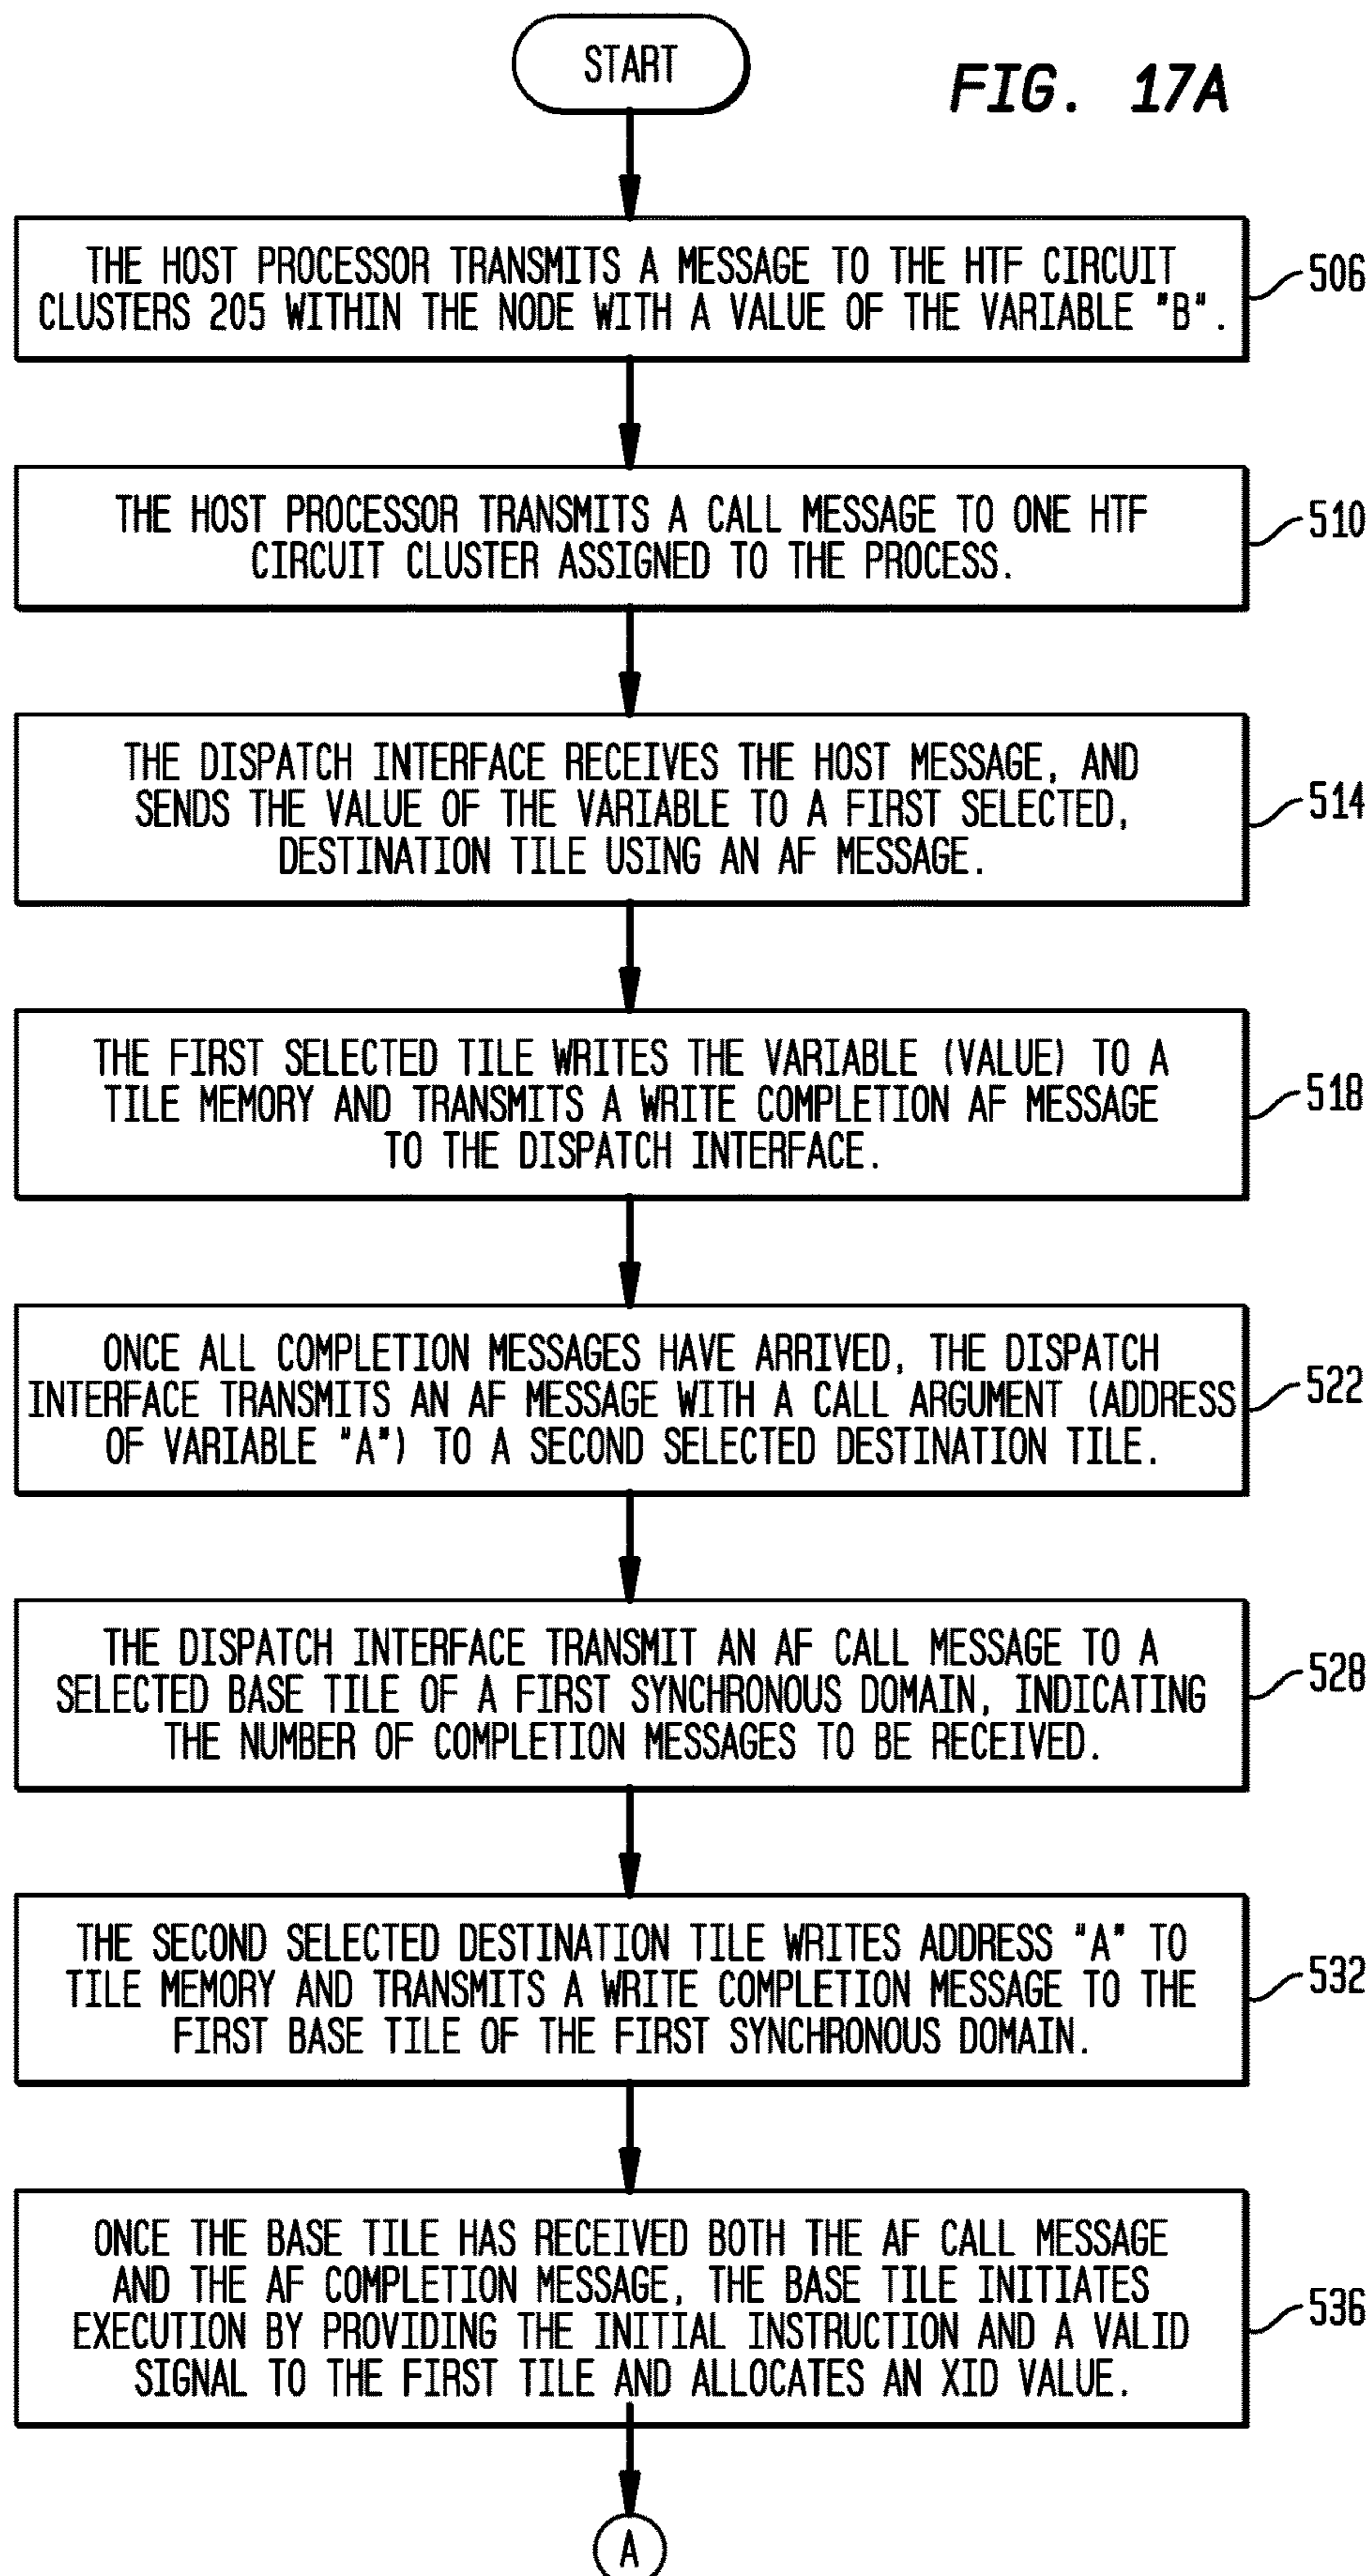 START
FIG. 17A
THE HOST PROCESSOR TRANSMITS A MESSAGE TO THE HTF CIRCUIT
CLUSTERS 205 WITHIN THE NODE WITH A VALUE OF THE VARIABLE "B".
506
THE HOST PROCESSOR TRANSMITS A CALL MESSAGE TO ONE HTF
CIRCUIT CLUSTER ASSIGNED TO THE PROCESS.
510
THE DISPATCH INTERFACE RECEIVES THE HOST MESSAGE, AND
SENDS THE VALUE OF THE VARIABLE TO A FIRST SELECTED,
DESTINATION TILE USING AN AF MESSAGE.
514
THE FIRST SELECTED TILE WRITES THE VARIABLE (VALUE) TO A
TILE MEMORY AND TRANSMITS A WRITE COMPLETION AF MESSAGE
TO THE DISPATCH INTERFACE.
518
ONCE ALL COMPLETION MESSAGES HAVE ARRIVED, THE DISPATCH
INTERFACE TRANSMITS AN AF MESSAGE WITH A CALL ARGUMENT (ADDRESS
OF VARIABLE "A") TO A SECOND SELECTED DESTINATION TILE.
522
THE DISPATCH INTERFACE TRANSMIT AN AF CALL MESSAGE TO A
SELECTED BASE TILE OF A FIRST SYNCHRONOUS DOMAIN, INDICATING
THE NUMBER OF COMPLETION MESSAGES TO BE RECEIVED.
528
THE SECOND SELECTED DESTINATION TILE WRITES ADDRESS "A" TO
TILE MEMORY AND TRANSMITS A WRITE COMPLETION MESSAGE TO THE
FIRST BASE TILE OF THE FIRST SYNCHRONOUS DOMAIN.
532
ONCE THE BASE TILE HAS RECEIVED BOTH THE AF CALL MESSAGE
AND THE AF COMPLETION MESSAGE, THE BASE TILE INITIATES
EXECUTION BY PROVIDING THE INITIAL INSTRUCTION AND A VALID
SIGNAL TO THE FIRST TILE AND ALLOCATES AN XID VALUE.
536
A